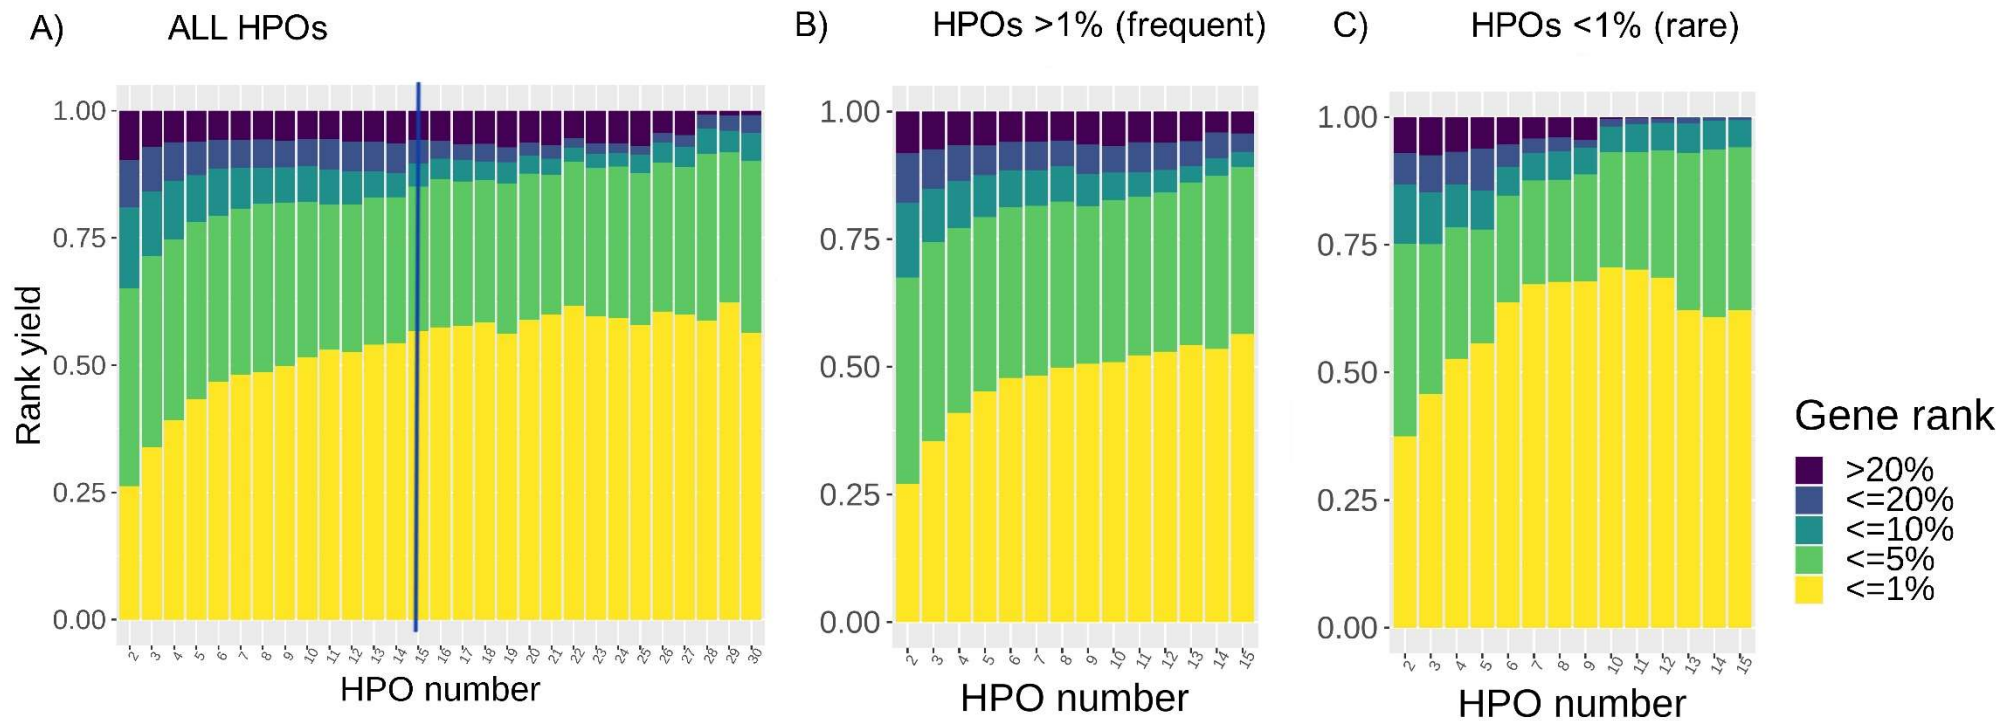 A) ALL HPOs
B) HPOs >1% (frequent)
C) HPOs <1% (rare)
Rank yield
1.00
0.75
0.50
0.25
0.00
2 3 4 5 6 7 8 9 10 11 12 13 14 15 16 17 18 19 20 21 22 23 24 25 26 27 28 29 30
HPO number
1.00
0.75
0.50
0.25
0.00
2 3 4 5 6 7 8 9 10 11 12 13 14 15
HPO number
1.00
0.75
0.50
0.25
0.00
2 3 4 5 6 7 8 9 10 11 12 13 14 15
HPO number
Gene rank
>20%
<=20%
<=10%
<=5%
<=1%